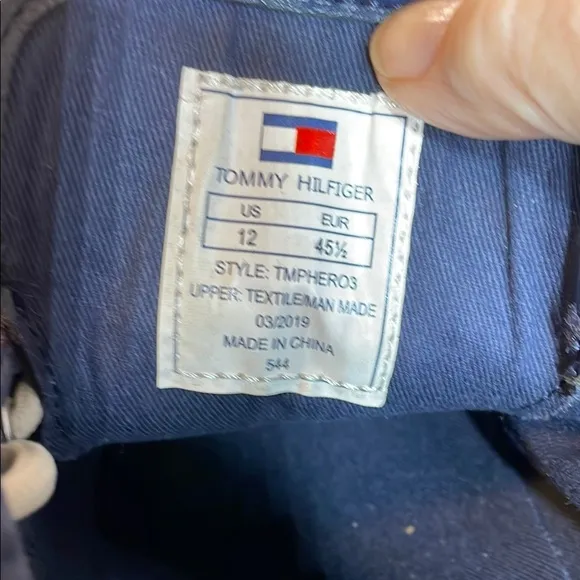 TOMMY HILFIGER
US EUR
12 45½
STYLE: TMPHERO3
UPPER: TEXTILE/MAN MADE
03/2019
MADE IN CHINA
544